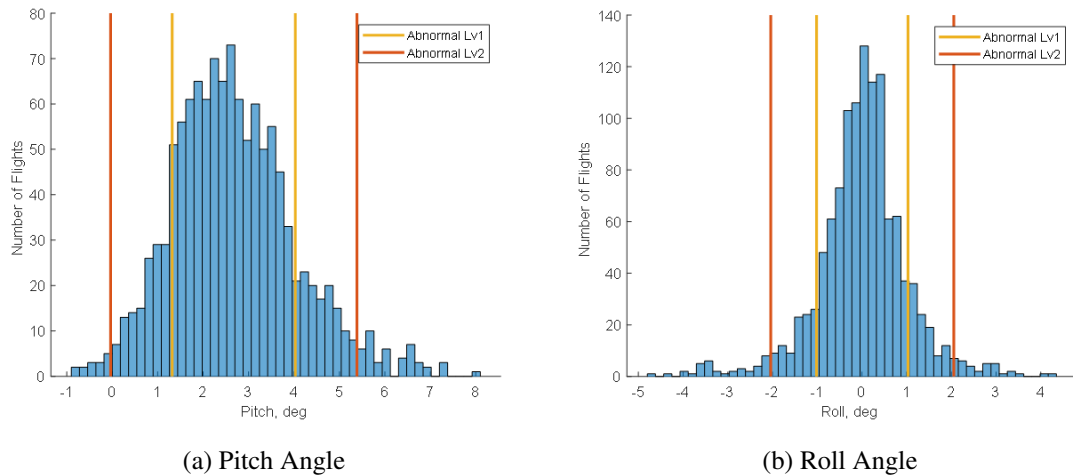 80
70
60
50
40
30
20
10
0
Number of Flights
-1 0 1 2 3 4 5 6 7 8
Pitch, deg
Abnormal Lv1
Abnormal Lv2
(a) Pitch Angle
140
120
100
80
60
40
20
0
Number of Flights
-5 -4 -3 -2 -1 0 1 2 3 4
Roll, deg
Abnormal Lv1
Abnormal Lv2
(b) Roll Angle